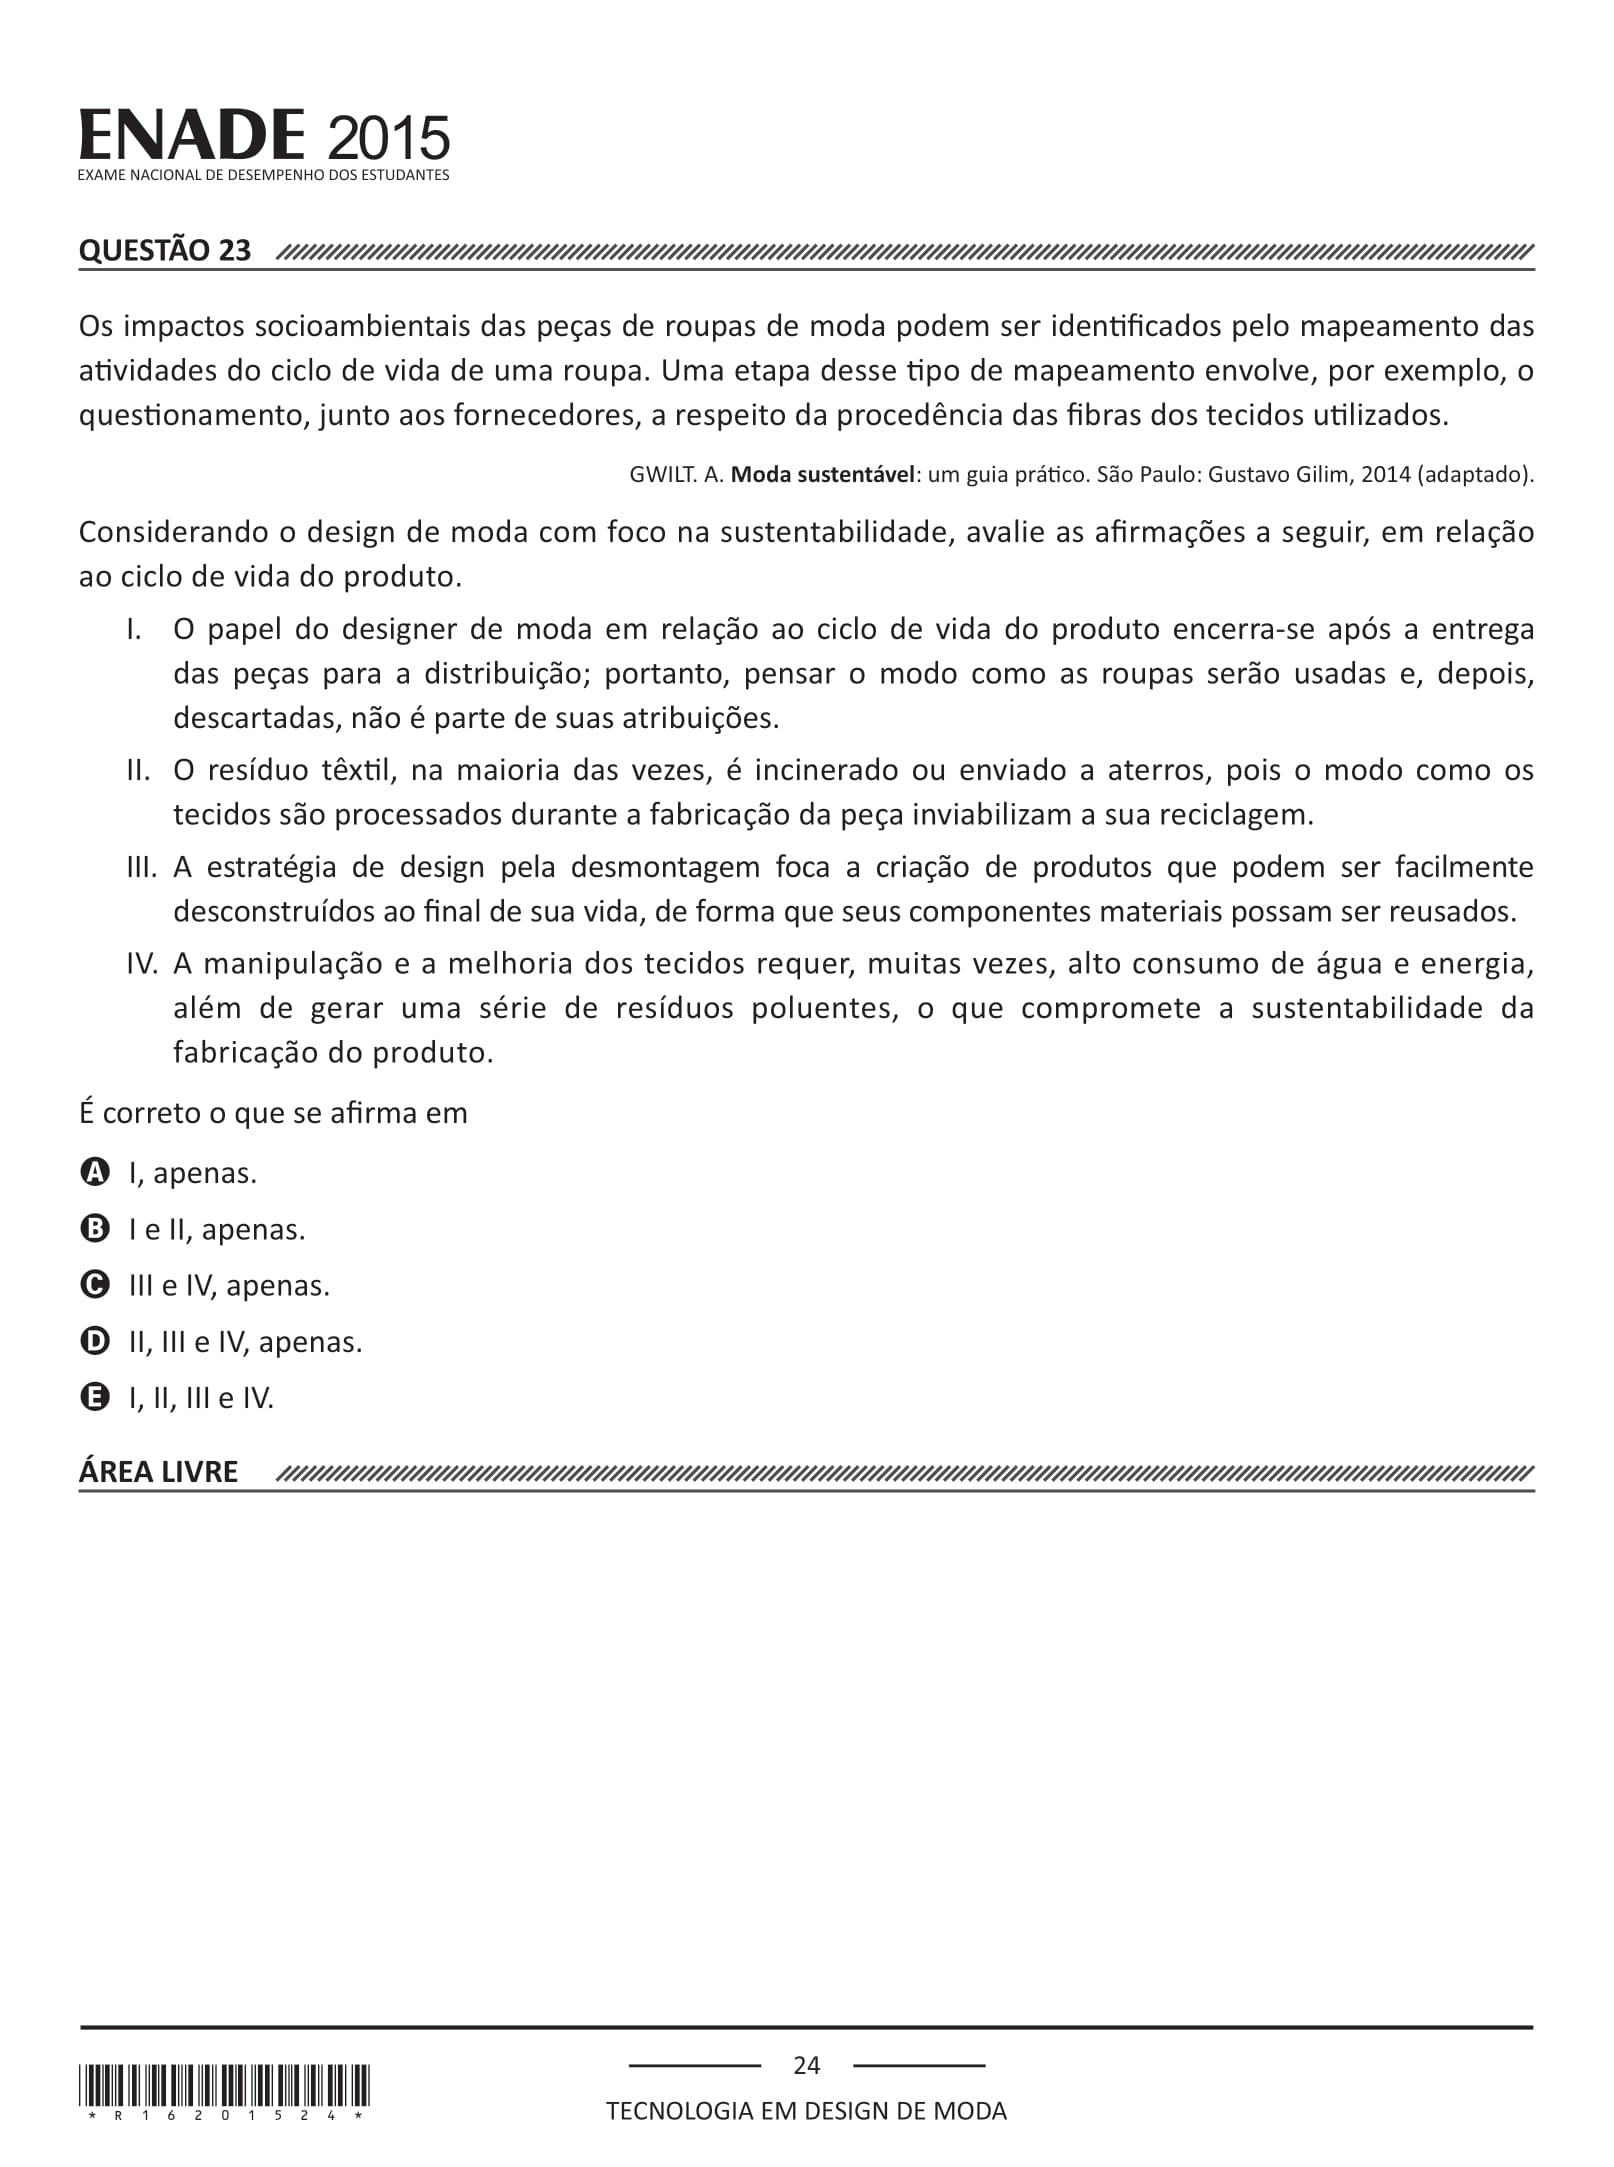 ENADE 2015
EXAME NACIONAL DE DESEMPENHO DOS ESTUDANTES
QUESTÃO 23
Os impactos socioambientais das peças de roupas de moda podem ser identificados pelo mapeamento das
atividades do ciclo de vida de uma roupa. Uma etapa desse tipo de mapeamento envolve, por exemplo, o
questionamento, junto aos fornecedores, a respeito da procedência das fibras dos tecidos utilizados.
GWILT. A. Moda sustentável: um guia prático. São Paulo: Gustavo Gilim, 2014 (adaptado).
Considerando o design de moda com foco na sustentabilidade, avalie as afirmações a seguir, em relação
ao ciclo de vida do produto.
I. O papel do designer de moda em relação ao ciclo de vida do produto encerra-se após a entrega
das peças para a distribuição; portanto, pensar o modo como as roupas serão usadas e, depois,
descartadas, não é parte de suas atribuições.
II. O resíduo têxtil, na maioria das vezes, é incinerado ou enviado a aterros, pois o modo como os
tecidos são processados durante a fabricação da peça inviabilizam a sua reciclagem.
III. A estratégia de design pela desmontagem foca a criação de produtos que podem ser facilmente
desconstruídos ao final de sua vida, de forma que seus componentes materiais possam ser reusados.
IV. A manipulação e a melhoria dos tecidos requer, muitas vezes, alto consumo de água e energia,
além de gerar uma série de resíduos poluentes, o que compromete a sustentabilidade da
fabricação do produto.
É correto o que se afirma em
A I, apenas.
B I e II, apenas.
C III e IV, apenas.
D II, III e IV, apenas.
E I, II, III e IV.
ÁREA LIVRE
24
TECNOLOGIA EM DESIGN DE MODA
* R 1 6 2 0 1 5 2 4 *